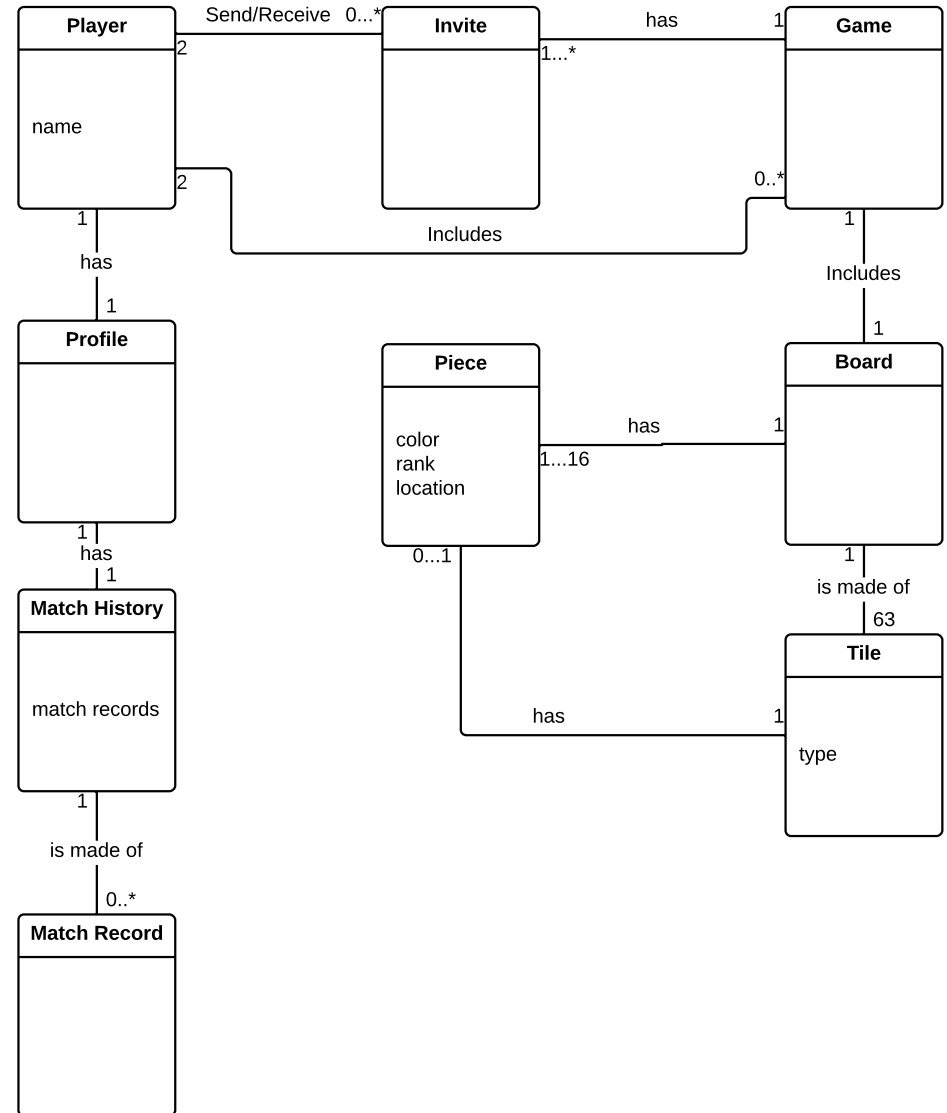 Player
Send/Receive
0...*
Invite
has
1
Game
2
1...*
name
2
0..*
Includes
1
has
1
Profile
1
Includes
1
Board
Piece
color
rank
location
has
1
1...16
1
has
1
Match History
match records
0...1
1
is made of
63
Tile
type
has
1
1
is made of
0..*
Match Record